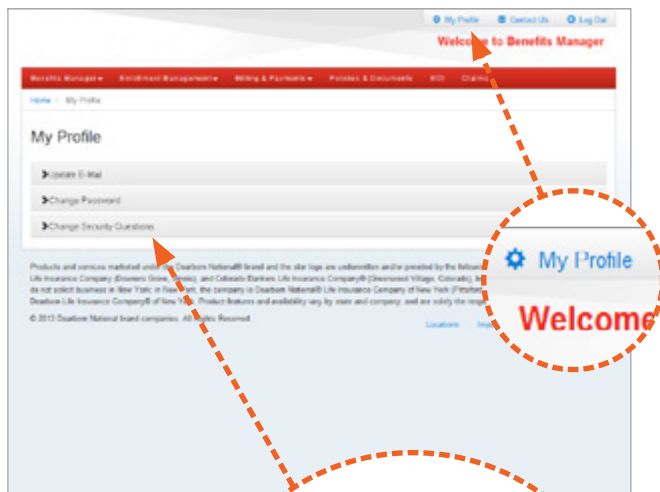 My Profile Contact Us Log Out
Welcome to Benefits Manager
Benefits Manager Enrollment Management Billing & Payments Policies & Documents EOI Claims
Home My Profile
My Profile
Update E-Mail
Change Password
Change Security Questions
Products and services marketed under the Dearborn National® brand and the star logo are underwritten and/or provided by the following
Life Insurance Company (Downers Grove, Illinois), and Colorado Bankers Life Insurance Company® (Greenwood Village, Colorado),
do not solicit business in New York; in New York, the company is Dearborn National® Life Insurance Company of New York
Dearborn Life Insurance Company® of New York. Product features and availability vary by state and company, and are solely the
© 2013 Dearborn National brand companies. All Rights Reserved
Locations
My Profile
Welcome